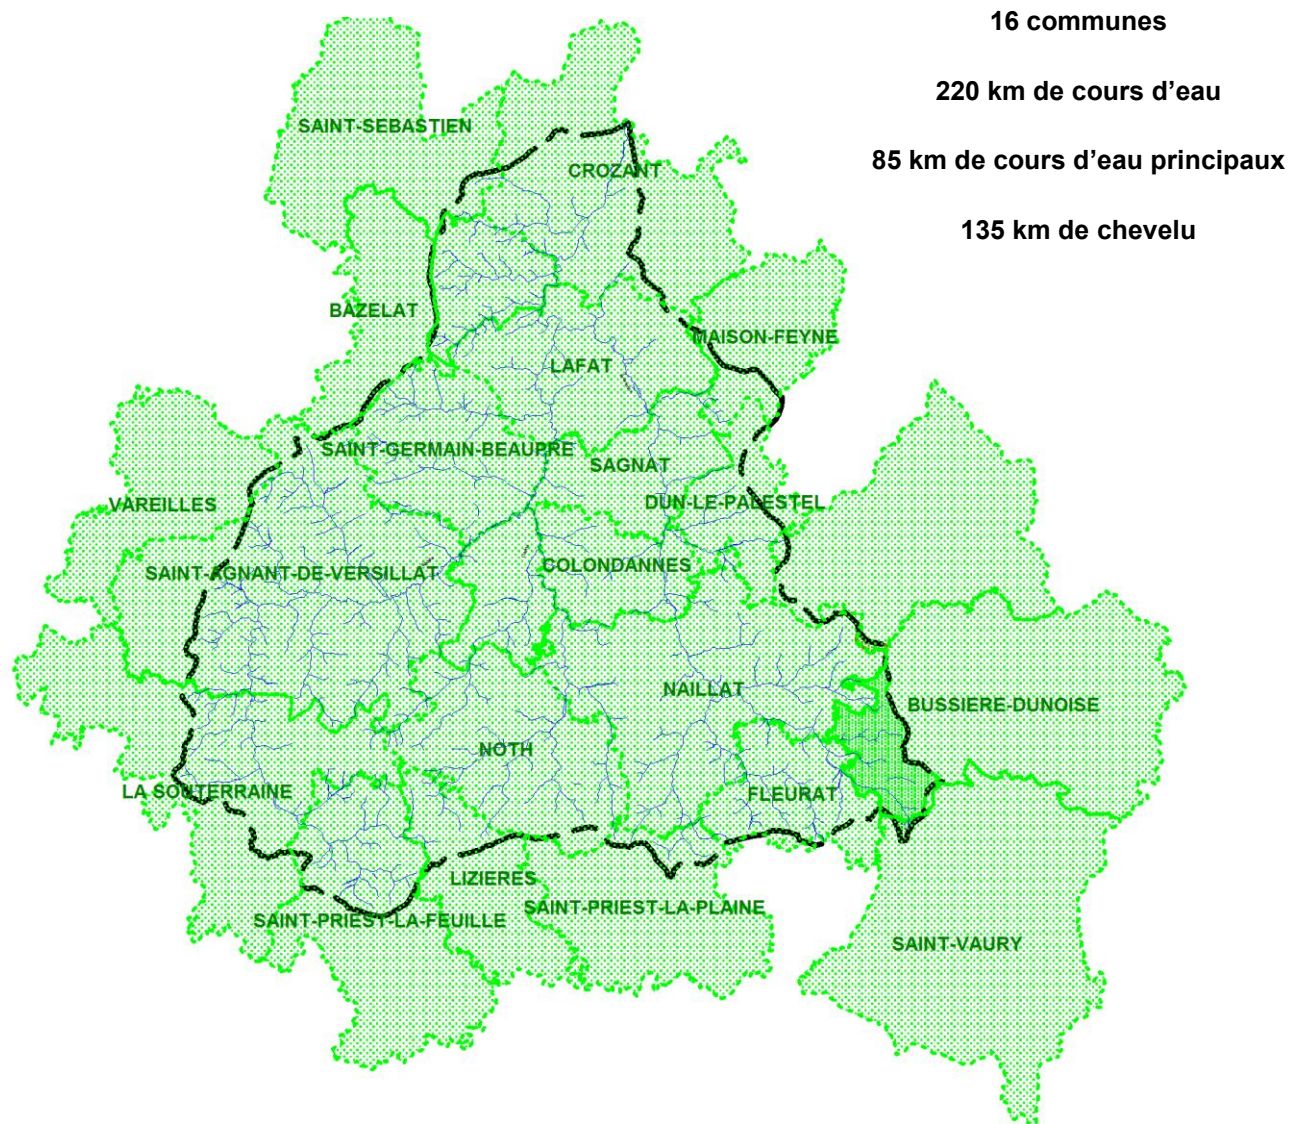 16 communes
220 km de cours d'eau
85 km de cours d'eau principaux
135 km de chevelu
SAINT-SEBASTIEN
CROZANT
BAZELAT
MAISON-FEYNE
LAFAT
SAINT-GERMAIN-BEAUPRE
SAGNAT
VAREILLES
DUN-LE-PALESTEL
SAINT-AGNANT-DE-VERSILLAT
COLONDANNES
NAILLAT
BUSSIERE-DUNOISE
NOTH
LA SOUTERRAINE
FLEURAT
LIZIERES
SAINT-PRIEST-LA-PLAINE
SAINT-PRIEST-LA-FEUILLE
SAINT-VAURY